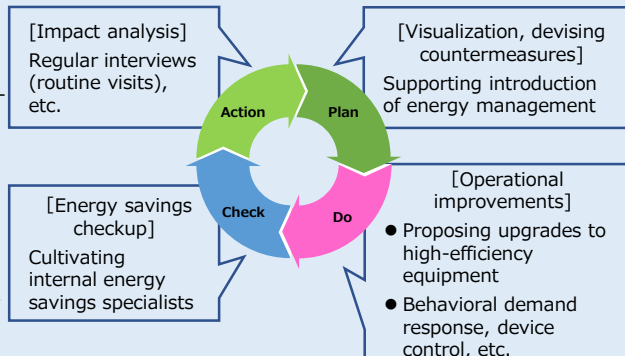 [Impact analysis]
Regular interviews
(routine visits),
etc.
[Visualization, devising
countermeasures]
Supporting introduction
of energy management
Action
Plan
Check
Do
[Energy savings
checkup]
Cultivating
internal energy
savings specialists
[Operational
improvements]
● Proposing upgrades to
high-efficiency
equipment
● Behavioral demand
response, device
control, etc.